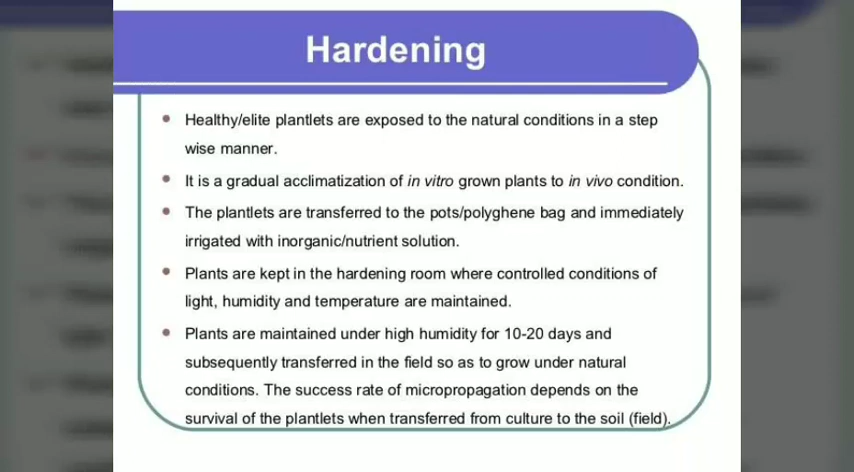 Hardening
Healthy/elite plantlets are exposed to the natural conditions in a step
wise manner.
It is a gradual acclimatization of in vitro grown plants to in vivo condition.
The plantlets are transferred to the pots/polyghene bag and immediately
irrigated with inorganic/nutrient solution.
Plants are kept in the hardening room where controlled conditions of
light, humidity and temperature are maintained.
Plants are maintained under high humidity for 10-20 days and
subsequently transferred in the field so as to grow under natural
conditions. The success rate of micropropagation depends on the
survival of the plantlets when transferred from culture to the soil (field).